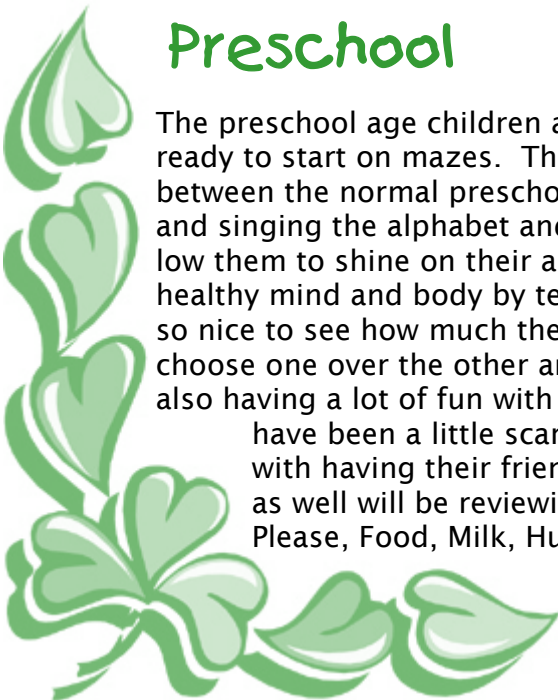 Preschool
The preschool age children a
ready to start on mazes. Th
between the normal prescho
and singing the alphabet and
low them to shine on their a
healthy mind and body by te
so nice to see how much the
choose one over the other an
also having a lot of fun with
have been a little scar
with having their frien
as well will be reviewi
Please, Food, Milk, Hu